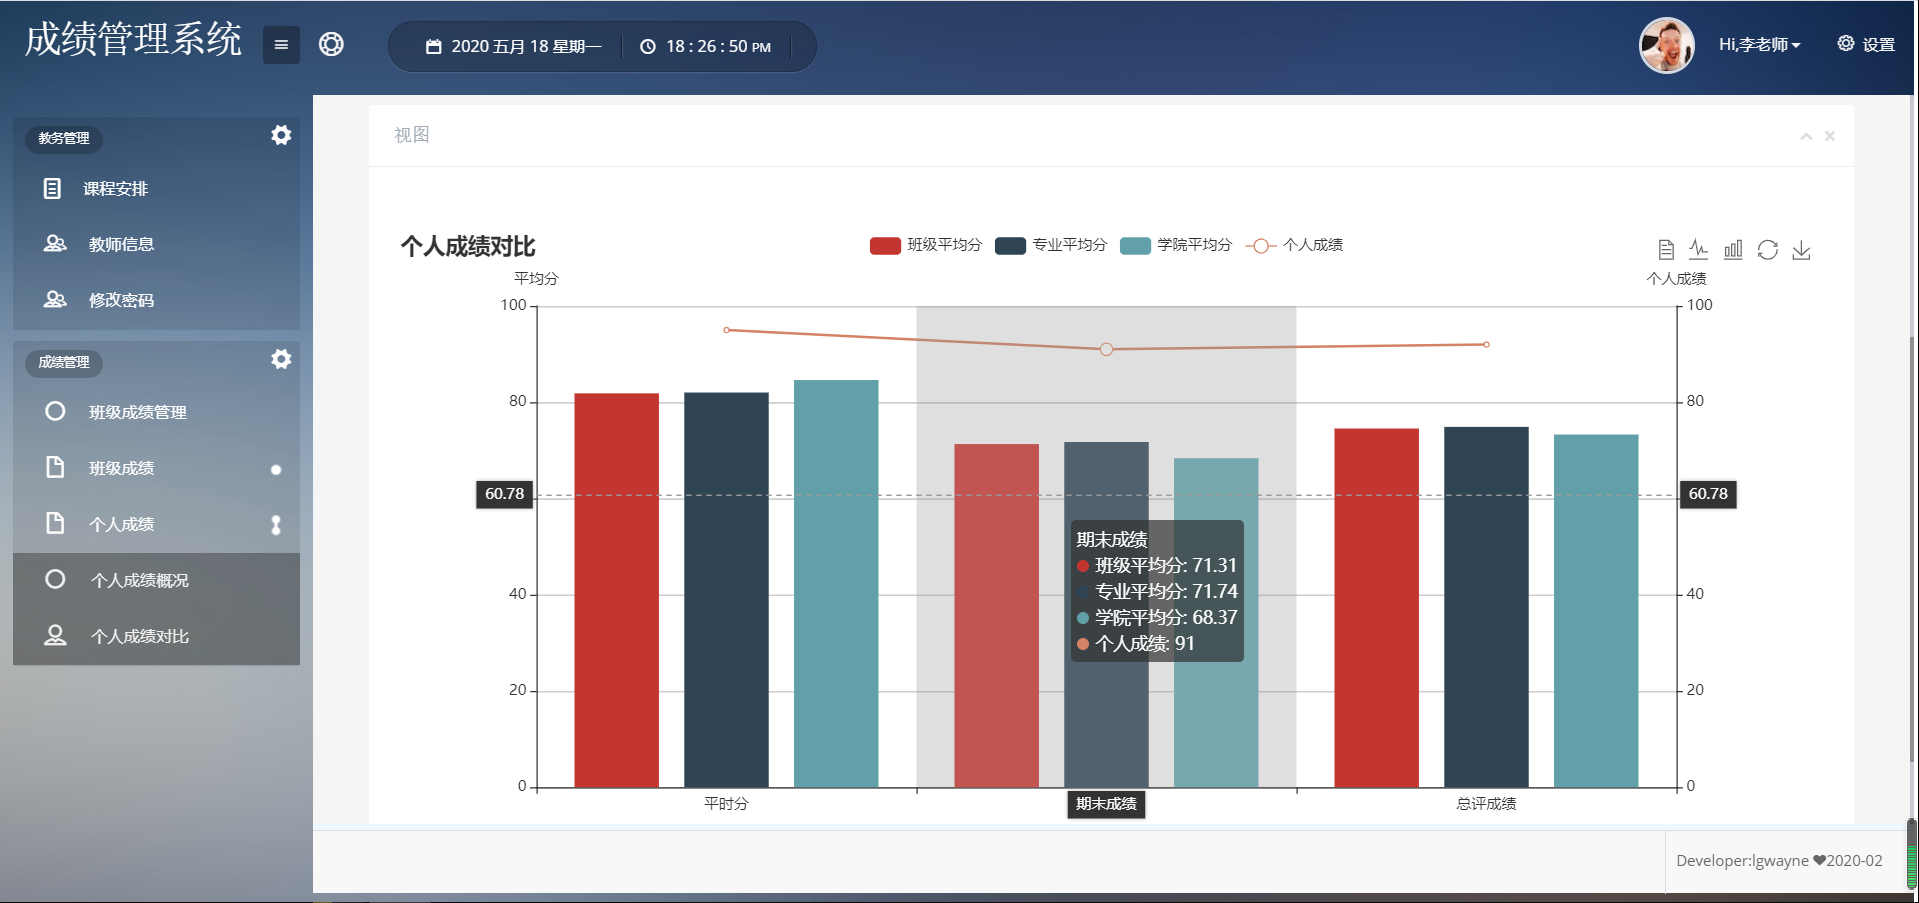 成绩管理系统
2020 五月 18 星期一
18 : 26 : 50 PM
Hi,李老师
设置
教务管理
课程安排
教师信息
修改密码
成绩管理
班级成绩管理
班级成绩
个人成绩
个人成绩概况
个人成绩对比
视图
个人成绩对比
班级平均分
专业平均分
学院平均分
个人成绩
平均分
个人成绩
100
80
40
20
0
100
80
40
20
0
60.78
60.78
期末成绩
班级平均分: 71.31
专业平均分: 71.74
学院平均分: 68.37
个人成绩: 91
平时分
期末成绩
总评成绩
Developer:lgwayne ❤2020-02